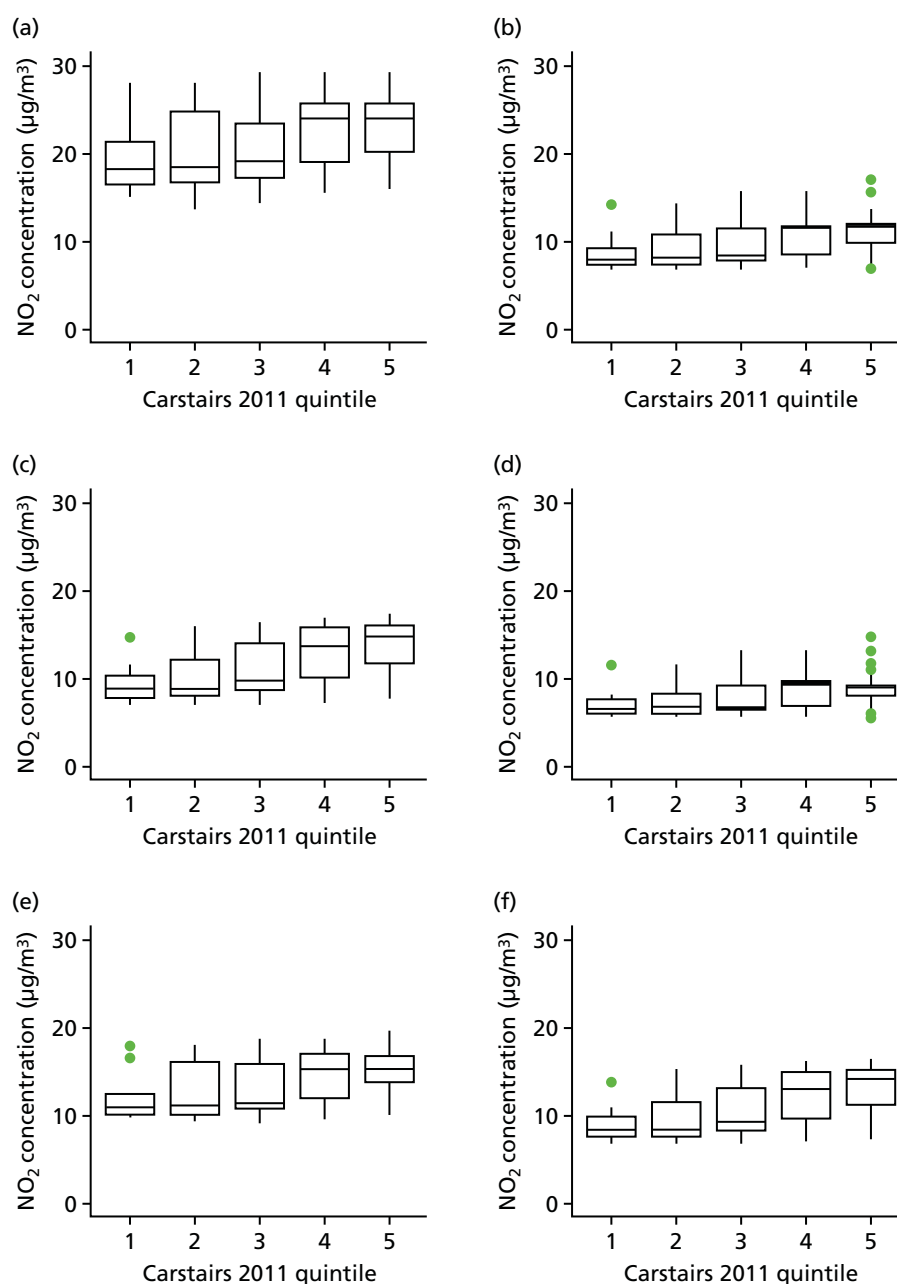 (a)
NO₂ concentration (µg/m³)
30
20
10
0
1 2 3 4 5
Carstairs 2011 quintile
(b)
NO₂ concentration (µg/m³)
30
20
10
0
1 2 3 4 5
Carstairs 2011 quintile
(c)
NO₂ concentration (µg/m³)
30
20
10
0
1 2 3 4 5
Carstairs 2011 quintile
(d)
NO₂ concentration (µg/m³)
30
20
10
0
1 2 3 4 5
Carstairs 2011 quintile
(e)
NO₂ concentration (µg/m³)
30
20
10
0
1 2 3 4 5
Carstairs 2011 quintile
(f)
NO₂ concentration (µg/m³)
30
20
10
0
1 2 3 4 5
Carstairs 2011 quintile